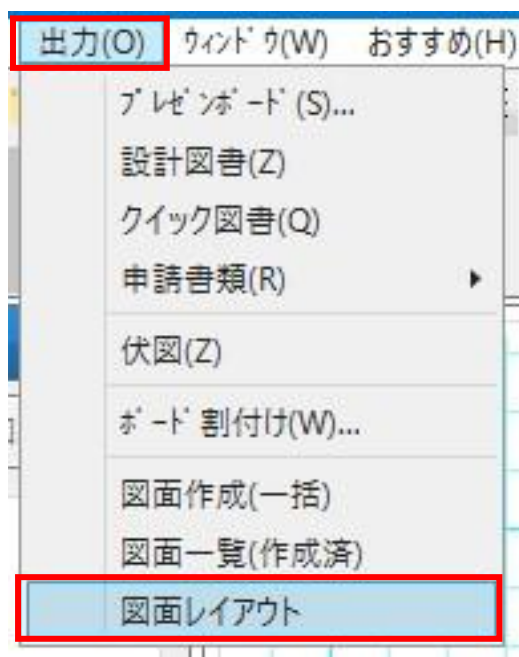 出力(O) ｳｨﾝﾄﾞｳ(W) おすすめ(H)
ﾌﾟﾚｾﾞﾝﾎﾞｰﾄﾞ(S)...
設計図書(Z)
クイック図書(Q)
申請書類(R)
伏図(Z)
ﾎﾞｰﾄﾞ割付け(W)...
図面作成(一括)
図面一覧(作成済)
図面レイアウト